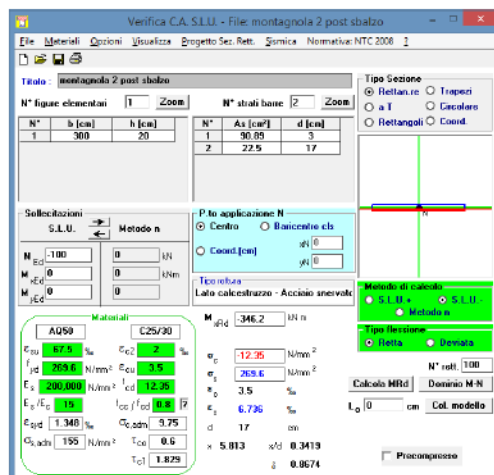 Verifica C.A. S.L.U. - File: montagnola 2 post sbalzo
File Materiali Opzioni Visualizza Progetto Sez. Rett. Sismica Normativa: NTC 2008 ?
Titolo : montagnola 2 post sbalzo
N° figure elementari 1 Zoom N° strati barre 2 Zoom
N° b [cm] h [cm]
1 300 20
N° As [cm²] d [cm]
1 90.89 3
2 22.5 17
Tipo Sezione
Rettan.re Trapezi
a T Circolare
Rettangoli Coord.
N
Sollecitazioni
S.L.U. Metodo n
N Ed -100 0 kN
M xEd 0 0 kNm
M yEd 0 0
P.to applicazione N
Centro Baricentro cls
Coord.[cm] xN 0
yN 0
Tipo rottura
Lato calcestruzzo - Acciaio snervato
Metodo di calcolo
S.L.U.+ S.L.U.-
Metodo n
Tipo flessione
Retta Deviata
Materiali
AQ50 C25/30
εsu 67.5 ‰ εc2 2 ‰
fyd 269.6 N/mm² εcu 3.5
Es 200,000 N/mm² fcd 12.35
Es/Ec 15 fcc/fcd 0.8 ?
εsyd 1.348 ‰ σc,adm 9.75
σs,adm 155 N/mm² τco 0.6
τc1 1.829
M xRd -346.2 kN m
σc -12.35 N/mm²
σs 269.6 N/mm²
3.5 ‰
εs 6.736 ‰
d 17 cm
x 5.813 x/d 0.3419
δ 0.8674
N° rett. 100
Calcola MRd Dominio M-N
Lo 0 cm Col. modello
Precompresso